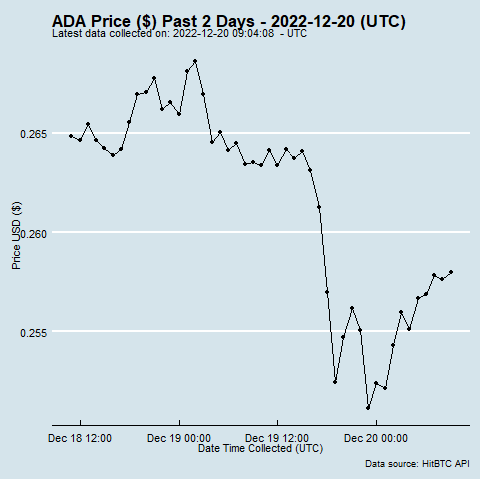 ADA Price ($) Past 2 Days - 2022-12-20 (UTC)
Latest data collected on: 2022-12-20 09:04:08  - UTC
0.265
0.260
0.255
Price USD ($)
Dec 18 12:00
Dec 19 00:00
Dec 19 12:00
Dec 20 00:00
Date Time Collected (UTC)
Data source: HitBTC API